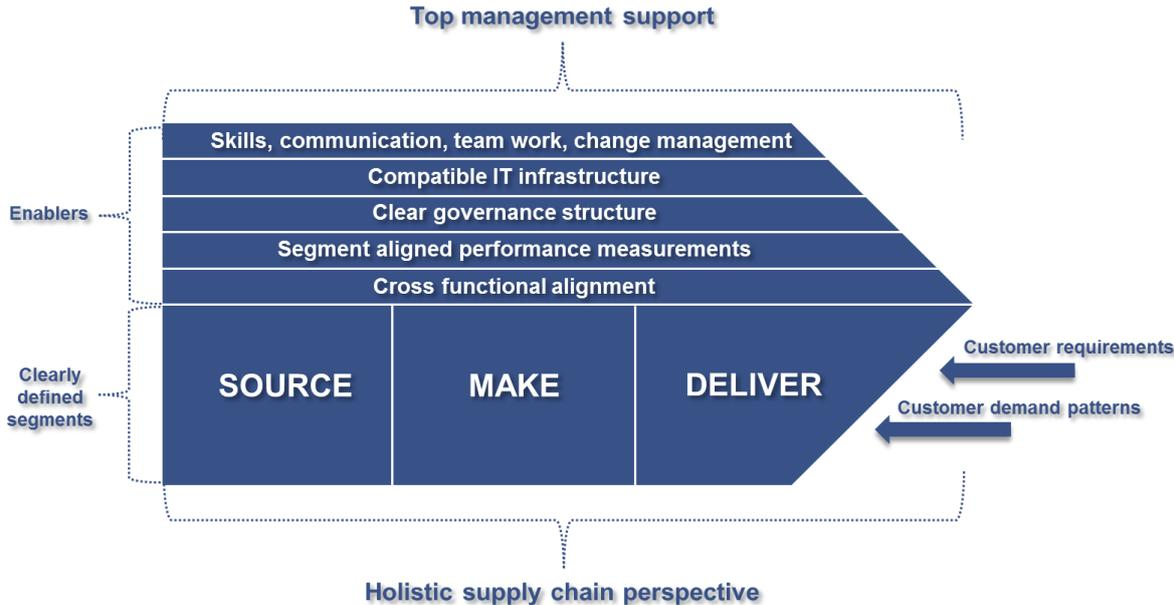 Top management support
Skills, communication, team work, change management
Compatible IT infrastructure
Enablers
Clear governance structure
Segment aligned performance measurements
Cross functional alignment
Clearly
defined
segments
SOURCE
MAKE
DELIVER
Customer requirements
Customer demand patterns
Holistic supply chain perspective